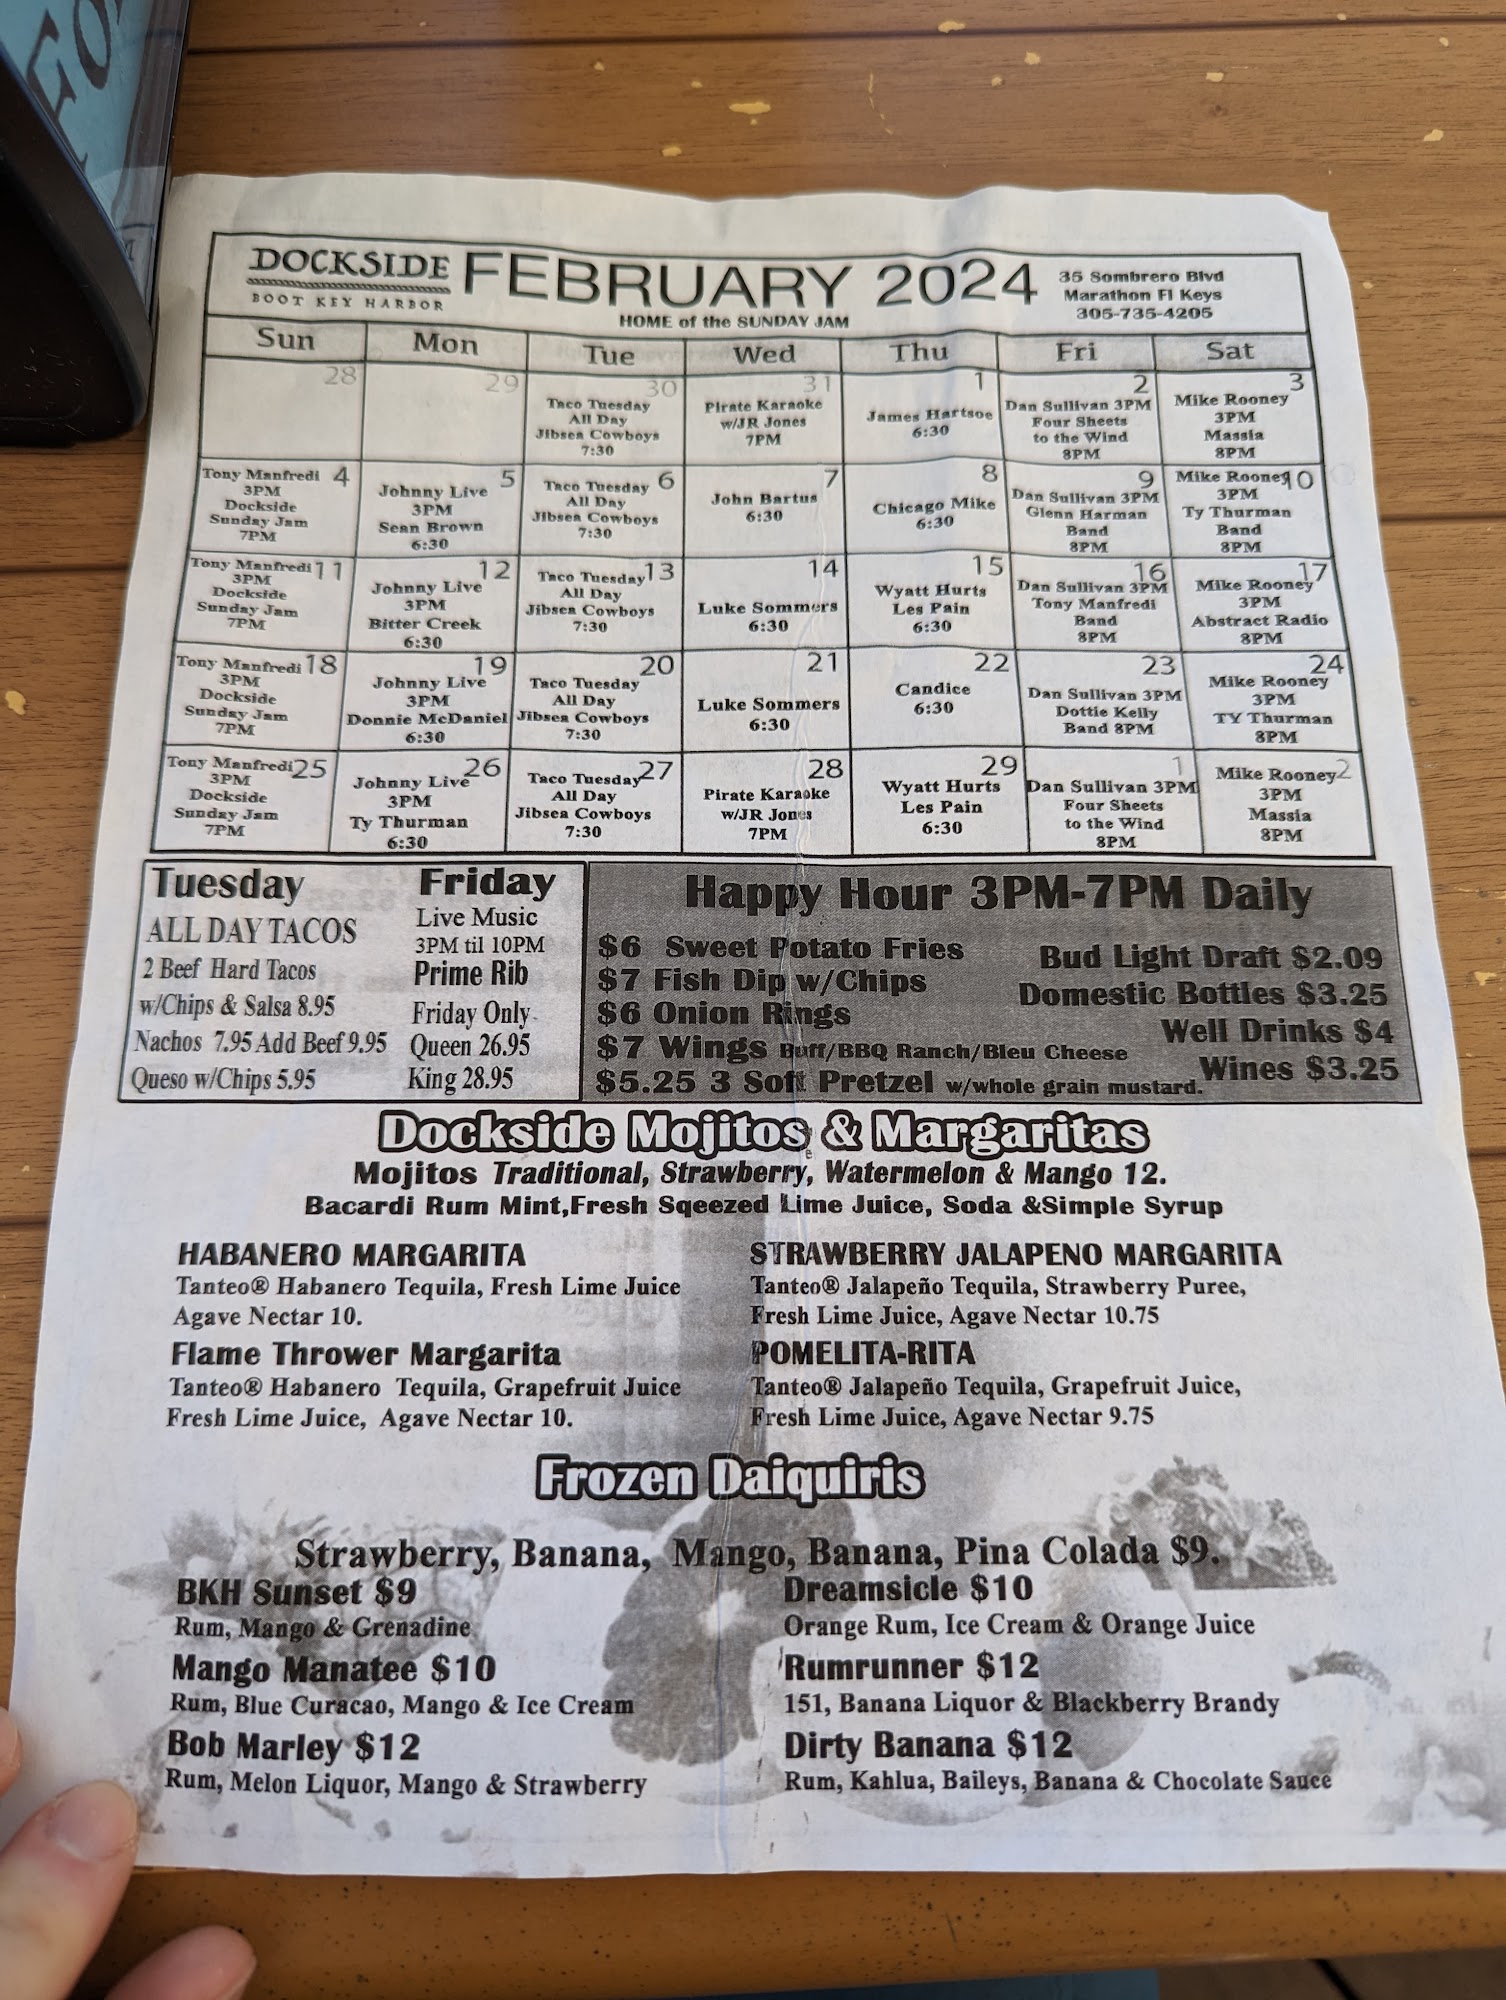 DOCKSIDE
BOOT KEY HARBOR
FEBRUARY 2024
HOME of the SUNDAY JAM
35 Sombrero Blvd
Marathon Fl Keys
305-735-4205
Sun Mon Tue Wed Thu Fri Sat
28
29
30
Taco Tuesday
All Day
Jibsea Cowboys
7:30
31
Pirate Karaoke
w/JR Jones
7PM
1
James Hartsoe
6:30
2
Dan Sullivan 3PM
Four Sheets
to the Wind
8PM
3
Mike Rooney
3PM
Massia
8PM
Tony Manfredi 4
3PM
Dockside
Sunday Jam
7PM
5
Johnny Live
3PM
Sean Brown
6:30
Taco Tuesday 6
All Day
Jibsea Cowboys
7:30
7
John Bartus
6:30
8
Chicago Mike
6:30
9
Dan Sullivan 3PM
Glenn Harman
Band
8PM
Mike Rooney 10
3PM
Ty Thurman
Band
8PM
Tony Manfredi 11
3PM
Dockside
Sunday Jam
7PM
12
Johnny Live
3PM
Bitter Creek
6:30
Taco Tuesday 13
All Day
Jibsea Cowboys
7:30
14
Luke Sommers
6:30
15
Wyatt Hurts
Les Pain
6:30
16
Dan Sullivan 3PM
Tony Manfredi
Band
8PM
17
Mike Rooney
3PM
Abstract Radio
8PM
Tony Manfredi 18
3PM
Dockside
Sunday Jam
7PM
19
Johnny Live
3PM
Donnie McDaniel
6:30
20
Taco Tuesday
All Day
Jibsea Cowboys
7:30
21
Luke Sommers
6:30
22
Candice
6:30
23
Dan Sullivan 3PM
Dottie Kelly
Band 8PM
24
Mike Rooney
3PM
TY Thurman
8PM
Tony Manfredi 25
3PM
Dockside
Sunday Jam
7PM
26
Johnny Live
3PM
Ty Thurman
6:30
Taco Tuesday 27
All Day
Jibsea Cowboys
7:30
28
Pirate Karaoke
w/JR Jones
7PM
29
Wyatt Hurts
Les Pain
6:30
1
Dan Sullivan 3PM
Four Sheets
to the Wind
8PM
Mike Rooney 2
3PM
Massia
8PM
Tuesday
ALL DAY TACOS
2 Beef Hard Tacos
w/Chips & Salsa 8.95
Nachos 7.95 Add Beef 9.95
Queso w/Chips 5.95
Friday
Live Music
3PM til 10PM
Prime Rib
Friday Only
Queen 26.95
King 28.95
Happy Hour 3PM-7PM Daily
$6 Sweet Potato Fries
$7 Fish Dip w/Chips
$6 Onion Rings
$7 Wings Buff/BBQ Ranch/Bleu Cheese
$5.25 3 Soft Pretzel w/whole grain mustard.
Bud Light Draft $2.09
Domestic Bottles $3.25
Well Drinks $4
Wines $3.25
Dockside Mojitos & Margaritas
Mojitos Traditional, Strawberry, Watermelon & Mango 12.
Bacardi Rum Mint,Fresh Sqeezed Lime Juice, Soda &Simple Syrup
HABANERO MARGARITA
Tanteo® Habanero Tequila, Fresh Lime Juice
Agave Nectar 10.
STRAWBERRY JALAPENO MARGARITA
Tanteo® Jalapeño Tequila, Strawberry Puree,
Fresh Lime Juice, Agave Nectar 10.75
Flame Thrower Margarita
Tanteo® Habanero Tequila, Grapefruit Juice
Fresh Lime Juice, Agave Nectar 10.
POMELITA-RITA
Tanteo® Jalapeño Tequila, Grapefruit Juice,
Fresh Lime Juice, Agave Nectar 9.75
Frozen Daiquiris
Strawberry, Banana, Mango, Banana, Pina Colada $9.
BKH Sunset $9
Rum, Mango & Grenadine
Dreamsicle $10
Orange Rum, Ice Cream & Orange Juice
Mango Manatee $10
Rum, Blue Curacao, Mango & Ice Cream
Rumrunner $12
151, Banana Liquor & Blackberry Brandy
Bob Marley $12
Rum, Melon Liquor, Mango & Strawberry
Dirty Banana $12
Rum, Kahlua, Baileys, Banana & Chocolate Sauce